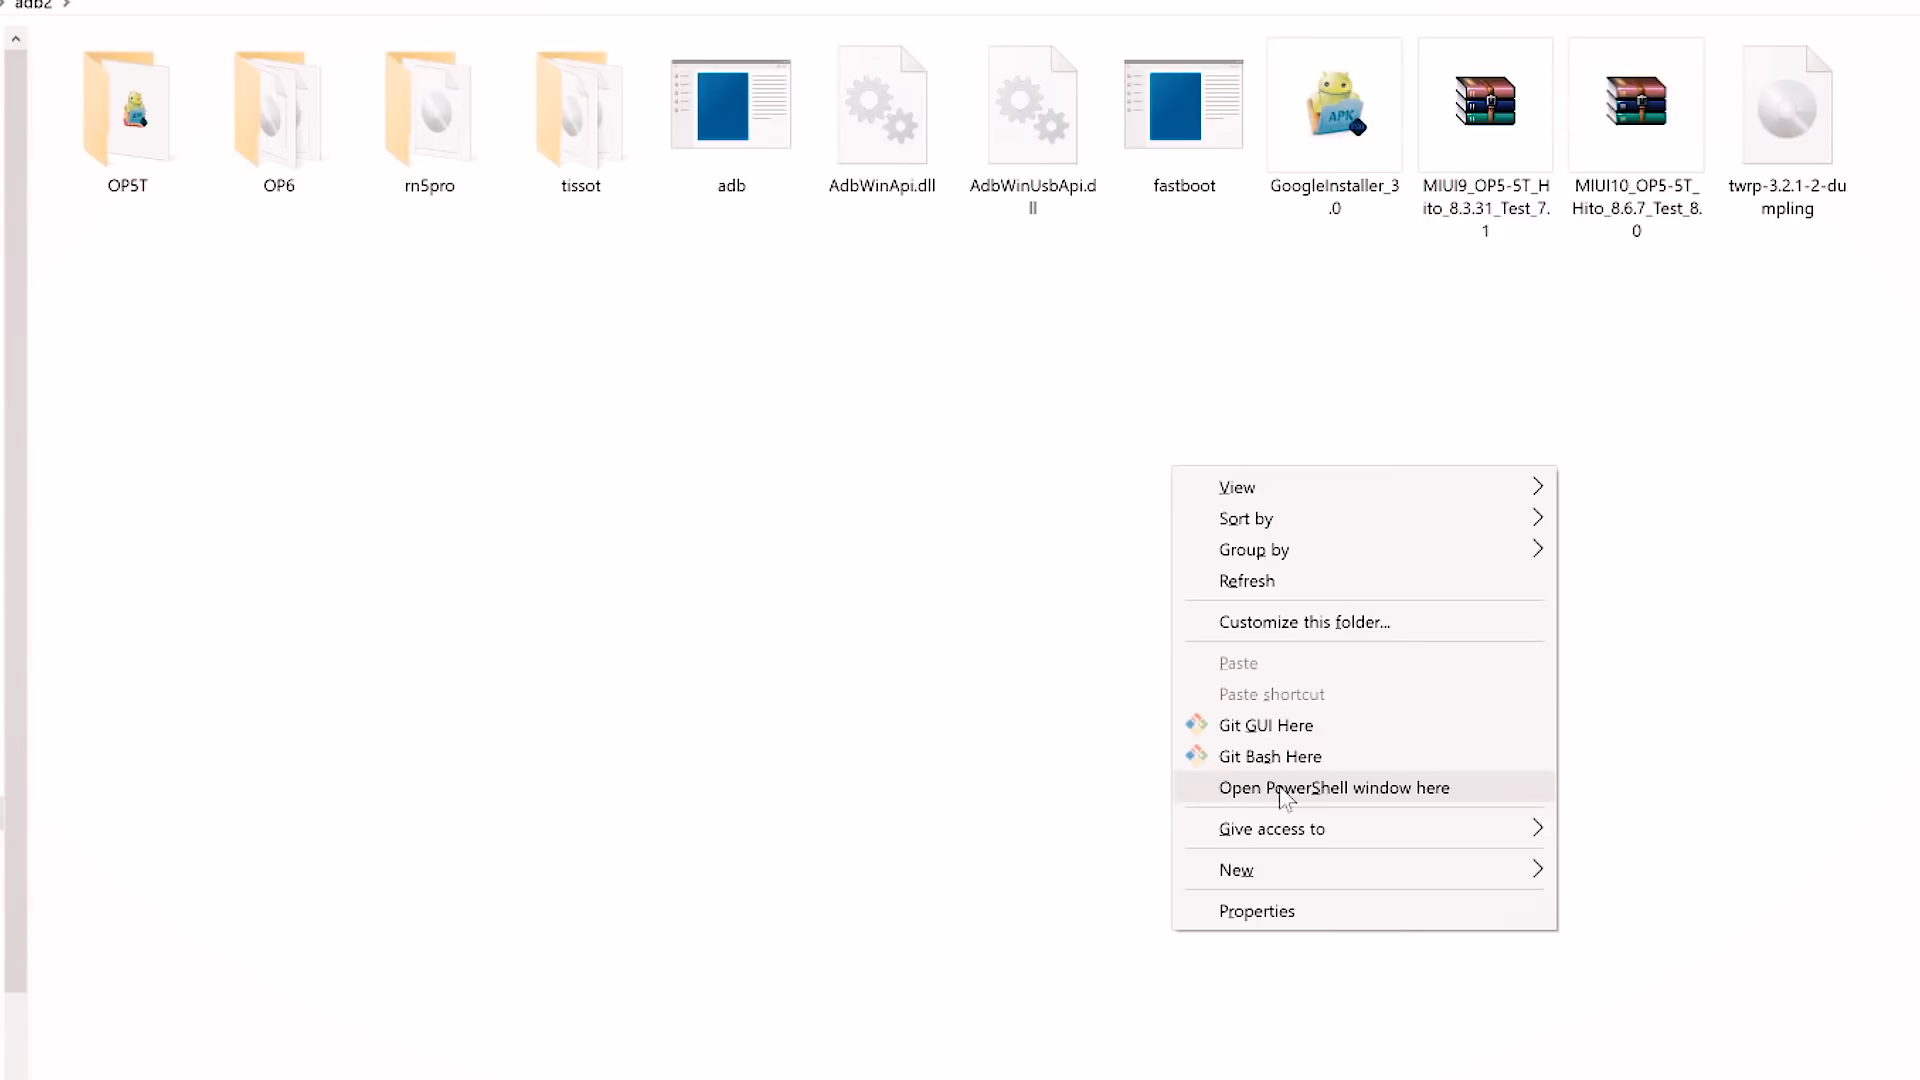 adb2
OP5T
OP6
rn5pro
tissot
adb
AdbWinApi.dll
AdbWinUsbApi.d
ll
fastboot
GoogleInstaller_3
.0
MIUI9_OP5-5T_H
ito_8.3.31_Test_7.
1
MIUI10_OP5-5T_
Hito_8.6.7_Test_8.
0
twrp-3.2.1-2-du
mpling
APK
View
Sort by
Group by
Refresh
Customize this folder...
Paste
Paste shortcut
Git GUI Here
Git Bash Here
Open PowerShell window here
Give access to
New
Properties